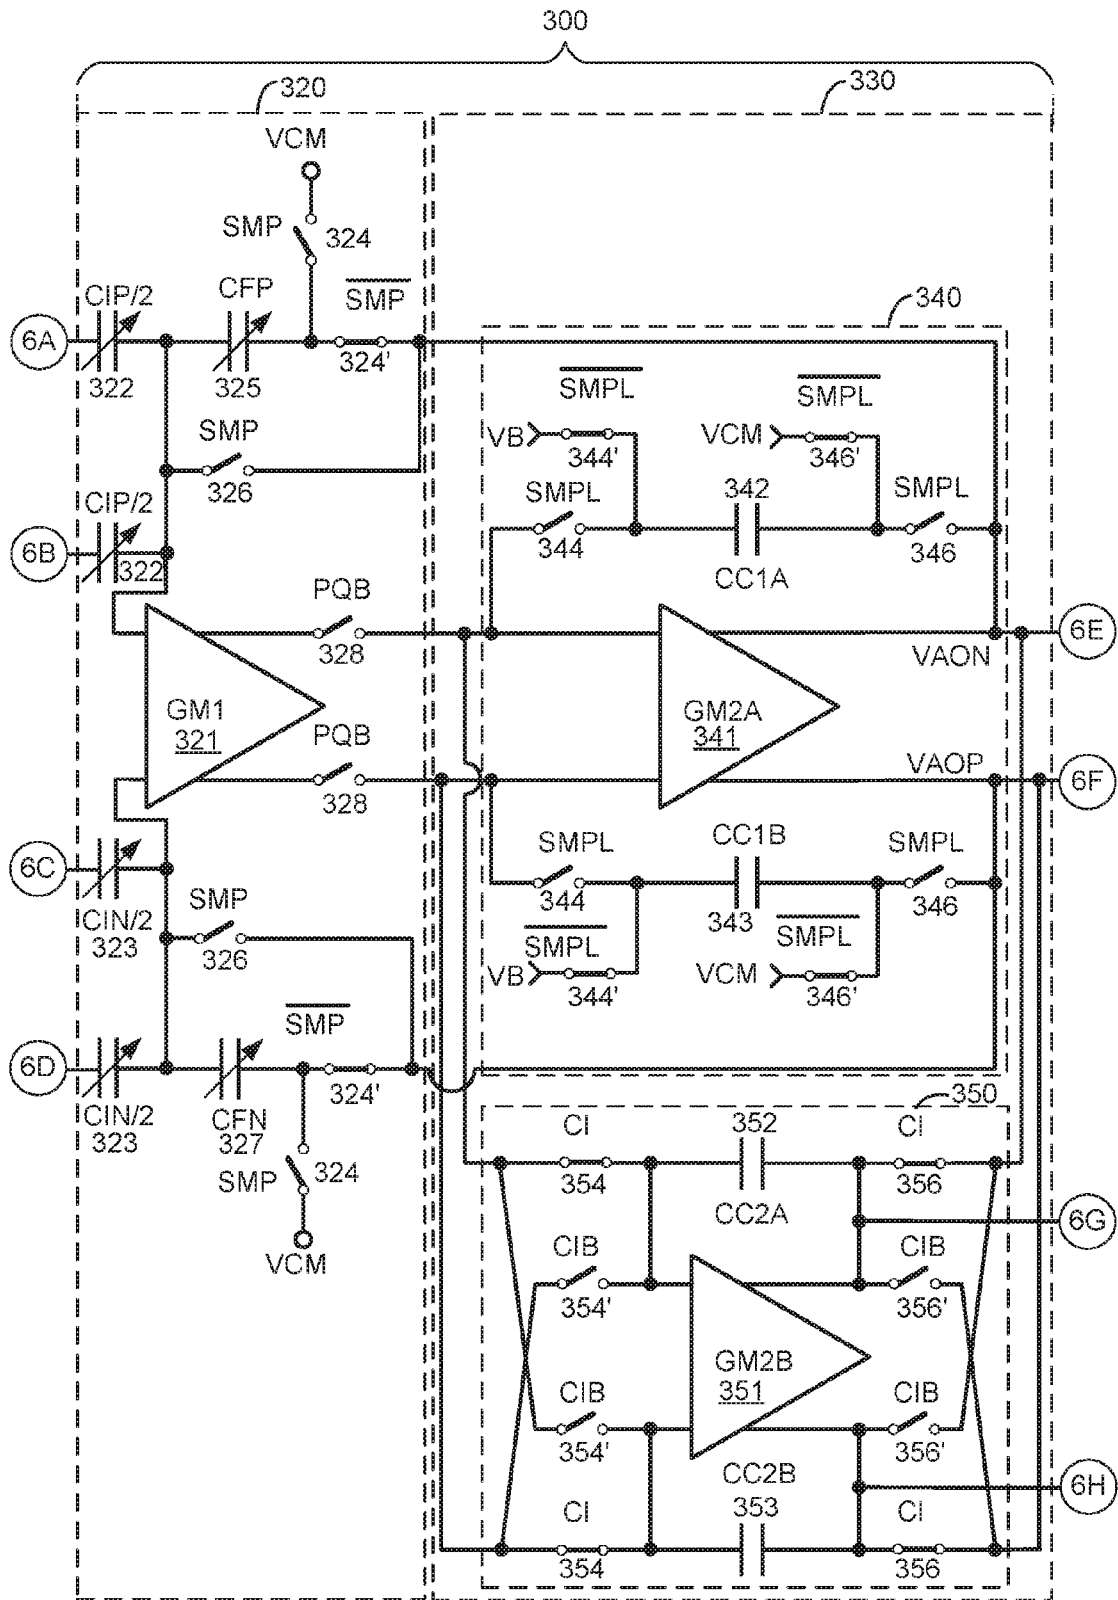 300
320
330
VCM
SMP
324
CIP/2
CFP
SMP
340
6A
322
325
324'
SMPL
SMPL
VB
VCM
SMP
344'
346'
326
SMPL
342
SMPL
CIP/2
6B
322
344
CC1A
346
PQB
328
6E
VAON
GM1
321
GM2A
341
PQB
VAOP
328
6F
6C
SMPL
CC1B
SMPL
CIN/2
323
SMP
344
343
346
326
SMPL
SMPL
VB
344'
VCM
346'
SMP
6D
324'
CIN/2
323
CFN
327
350
CI
352
CI
SMP
324
354
CC2A
356
6G
VCM
CIB
CIB
354'
356'
GM2B
351
CIB
CIB
354'
356'
CC2B
353
6H
CI
CI
354
356